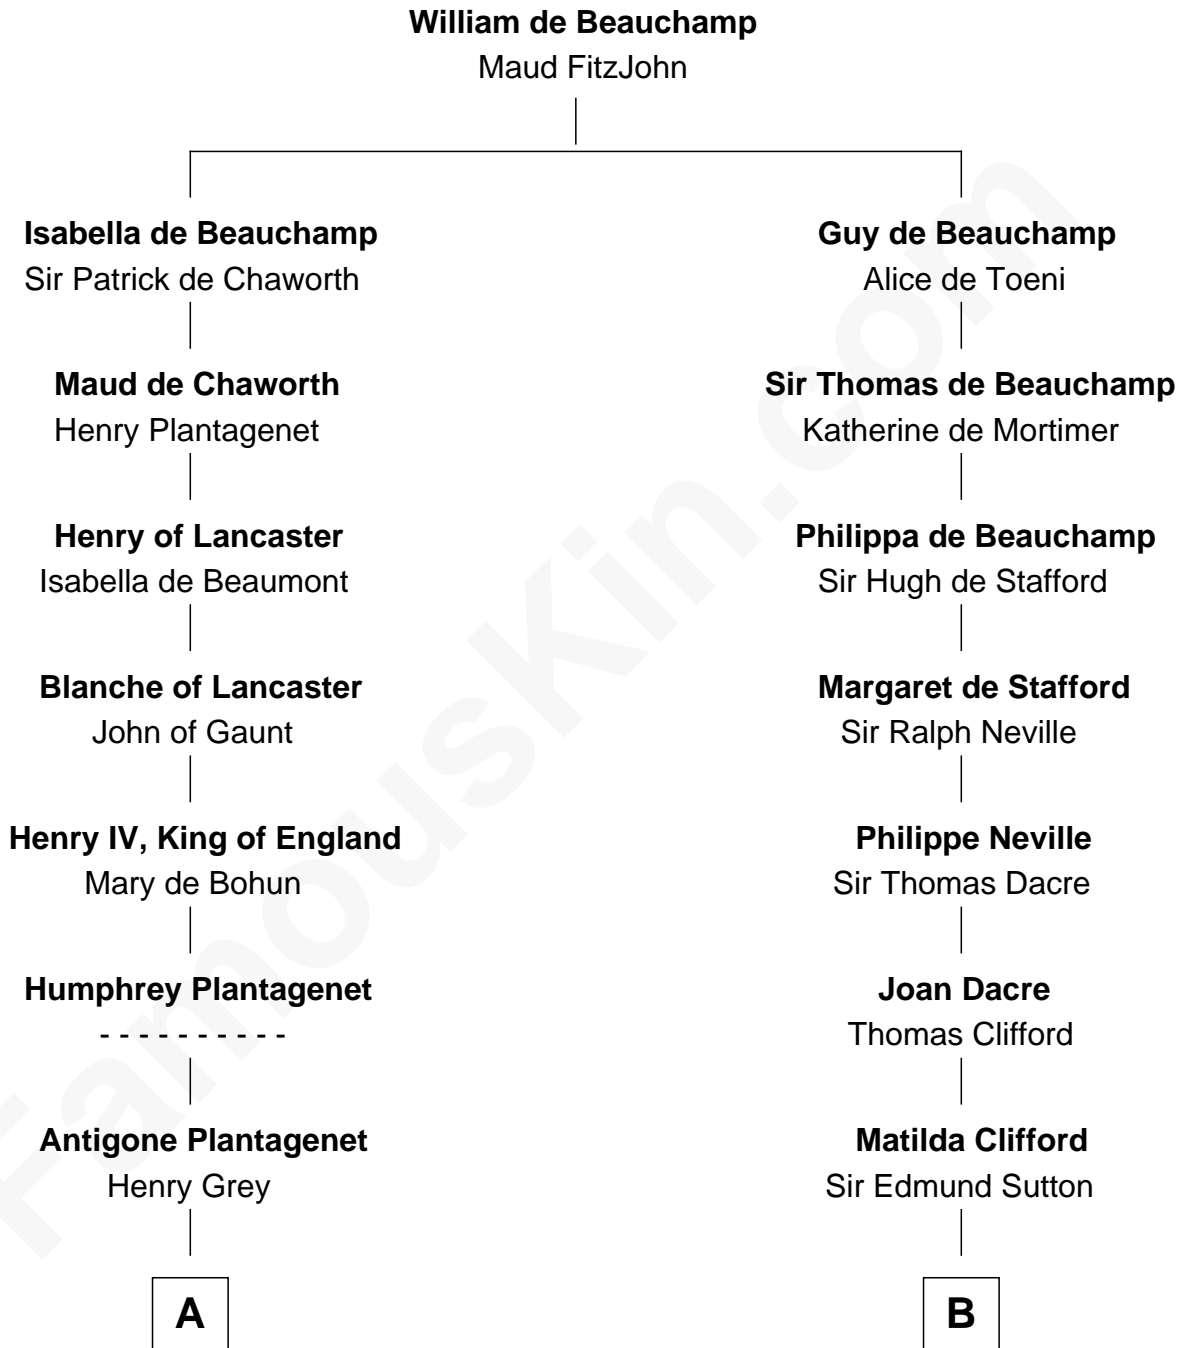 William de Beauchamp
Maud FitzJohn
Isabella de Beauchamp
Sir Patrick de Chaworth
Guy de Beauchamp
Alice de Toeni
Maud de Chaworth
Henry Plantagenet
Sir Thomas de Beauchamp
Katherine de Mortimer
Henry of Lancaster
Isabella de Beaumont
Philippa de Beauchamp
Sir Hugh de Stafford
Blanche of Lancaster
John of Gaunt
Margaret de Stafford
Sir Ralph Neville
Henry IV, King of England
Mary de Bohun
Philippe Neville
Sir Thomas Dacre
Humphrey Plantagenet
- - - - - - - - - -
Joan Dacre
Thomas Clifford
Antigone Plantagenet
Henry Grey
Matilda Clifford
Sir Edmund Sutton
A
B
FamousKin.com